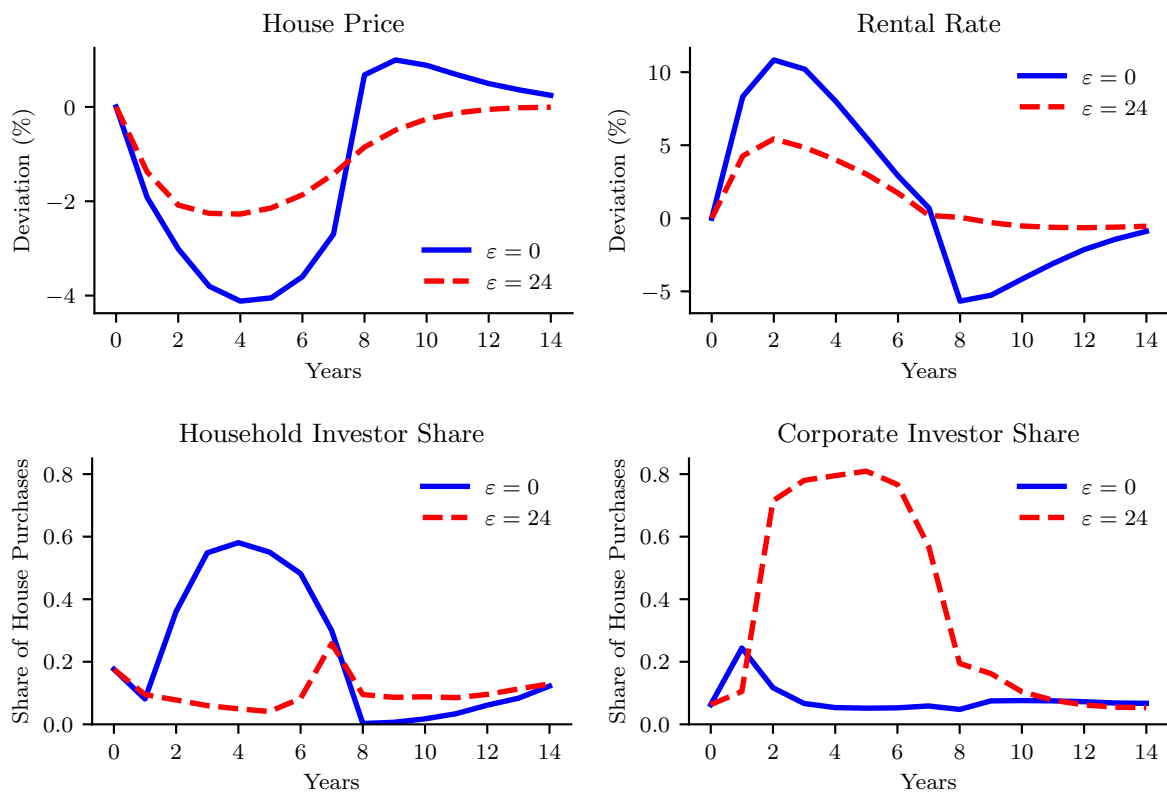 House Price
Deviation (%)
0
−2
−4
ε = 0
ε = 24
0 2 4 6 8 10 12 14
Years
Rental Rate
Deviation (%)
10
5
0
−5
ε = 0
ε = 24
0 2 4 6 8 10 12 14
Years
Household Investor Share
Share of House Purchases
0.8
0.6
0.4
0.2
0.0
ε = 0
ε = 24
0 2 4 6 8 10 12 14
Years
Corporate Investor Share
Share of House Purchases
0.8
0.6
0.4
0.2
0.0
ε = 0
ε = 24
0 2 4 6 8 10 12 14
Years